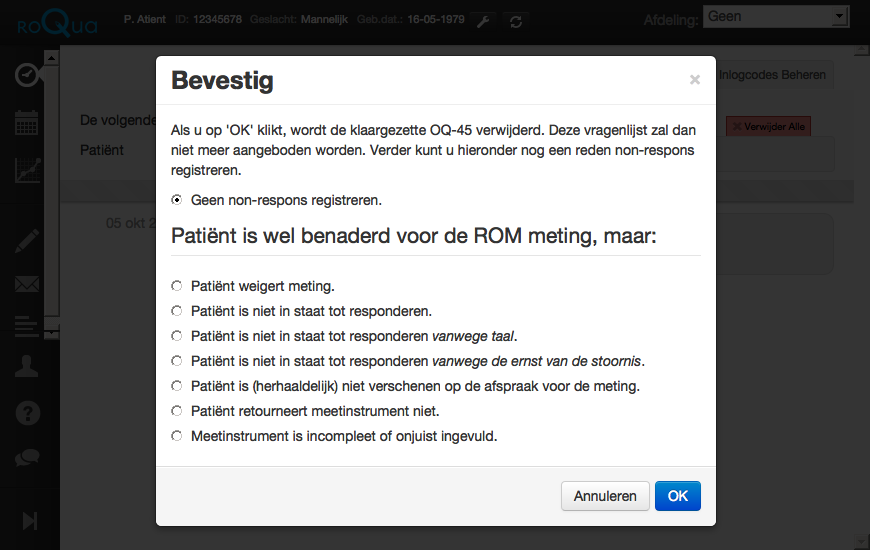 roQua
P. Atient ID: 12345678 Geslacht: Mannelijk Geb.dat.: 16-05-1979
Afdeling: Geen
Inlogcodes Beheren
De volgende
Verwijder Alle
Patiënt
05 okt 2
Bevestig
×
Als u op 'OK' klikt, wordt de klaargezette OQ-45 verwijderd. Deze vragenlijst zal dan
niet meer aangeboden worden. Verder kunt u hieronder nog een reden non-respons
registreren.
Geen non-respons registreren.
Patiënt is wel benaderd voor de ROM meting, maar:
Patiënt weigert meting.
Patiënt is niet in staat tot responderen.
Patiënt is niet in staat tot responderen vanwege taal.
Patiënt is niet in staat tot responderen vanwege de ernst van de stoornis.
Patiënt is (herhaaldelijk) niet verschenen op de afspraak voor de meting.
Patiënt retourneert meetinstrument niet.
Meetinstrument is incompleet of onjuist ingevuld.
Annuleren
OK